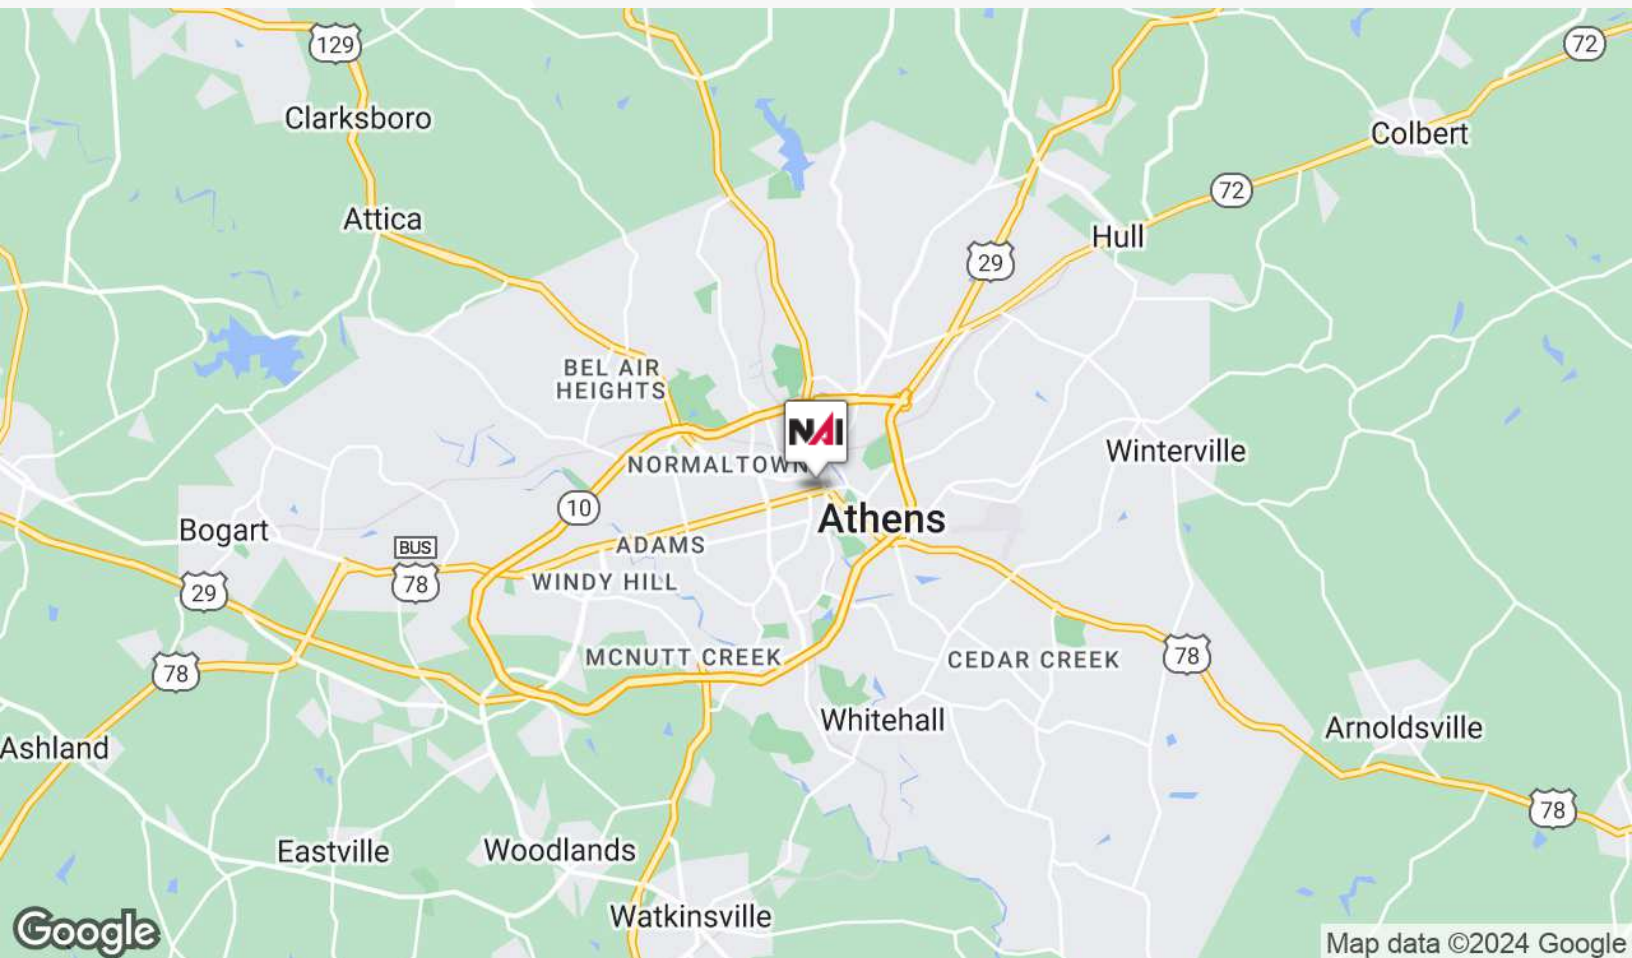 129
72
Clarksboro
Colbert
72
Attica
Hull
29
BEL AIR
HEIGHTS
NAI
Winterville
NORMALTOWN
10
Athens
Bogart
ADAMS
BUS
78
WINDY HILL
29
MCNUTT CREEK
CEDAR CREEK
78
78
Whitehall
Arnoldsville
Ashland
78
Eastville
Woodlands
Watkinsville
Google
Map data ©2024 Google